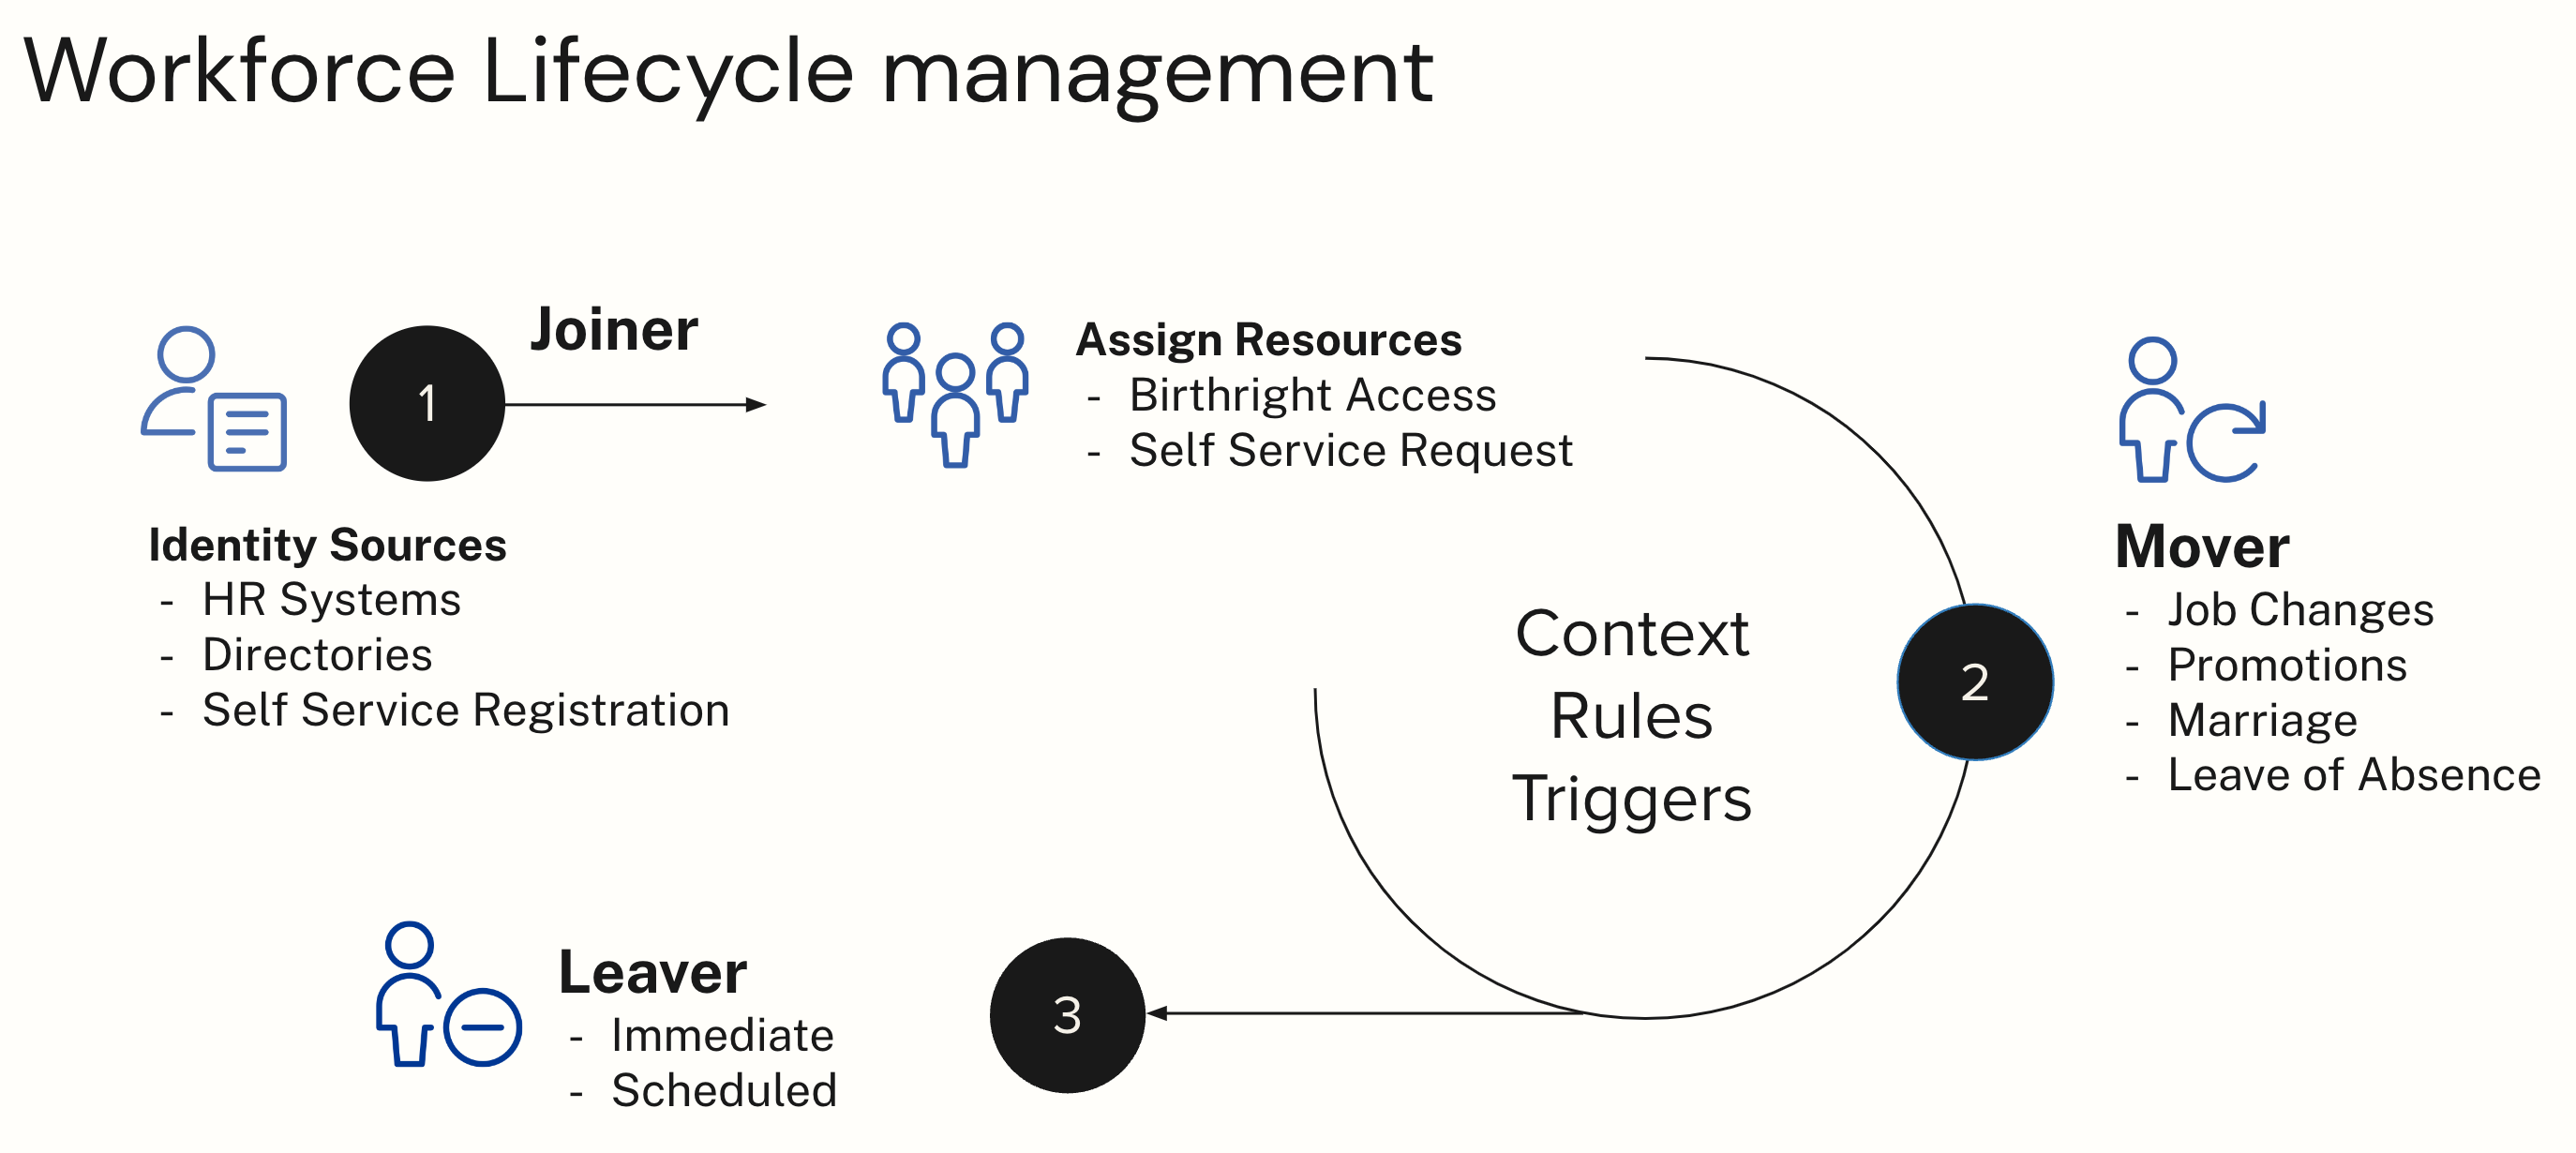 Workforce Lifecycle management
1
Joiner
Identity Sources
- HR Systems
- Directories
- Self Service Registration
Assign Resources
- Birthright Access
- Self Service Request
Context
Rules
Triggers
2
Mover
- Job Changes
- Promotions
- Marriage
- Leave of Absence
3
Leaver
- Immediate
- Scheduled